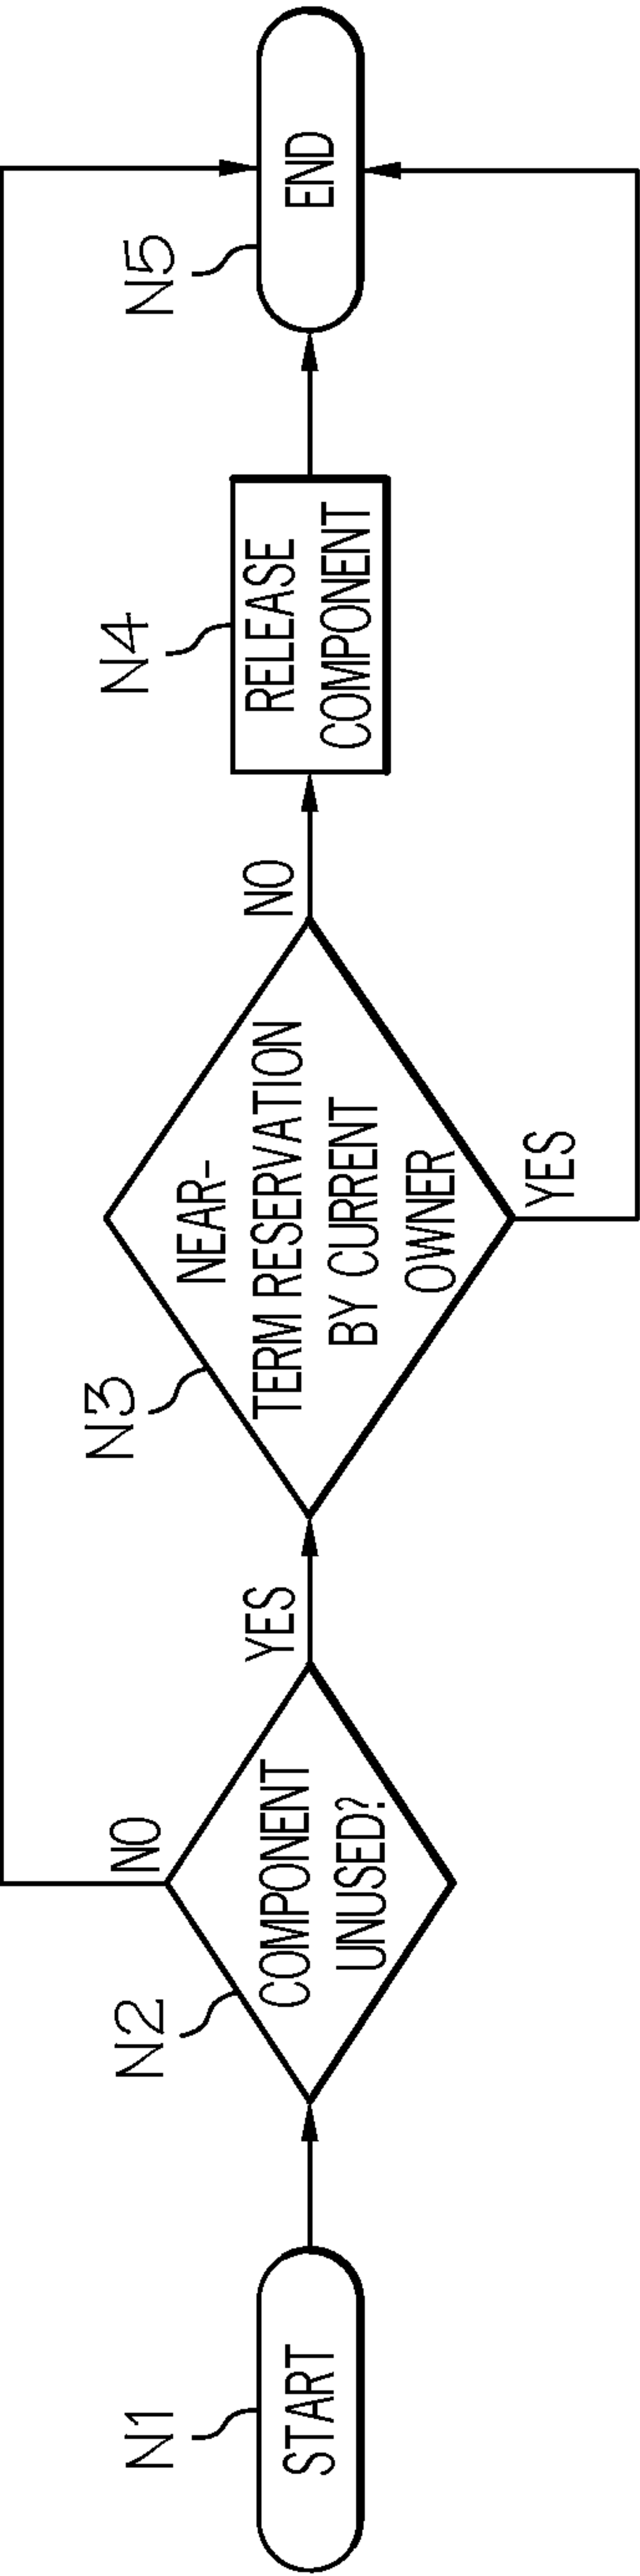 N1
START
N2
COMPONENT
UNUSED?
NO
YES
N3
NEAR-
TERM RESERVATION
BY CURRENT
OWNER
NO
YES
N4
RELEASE
COMPONENT
N5
END